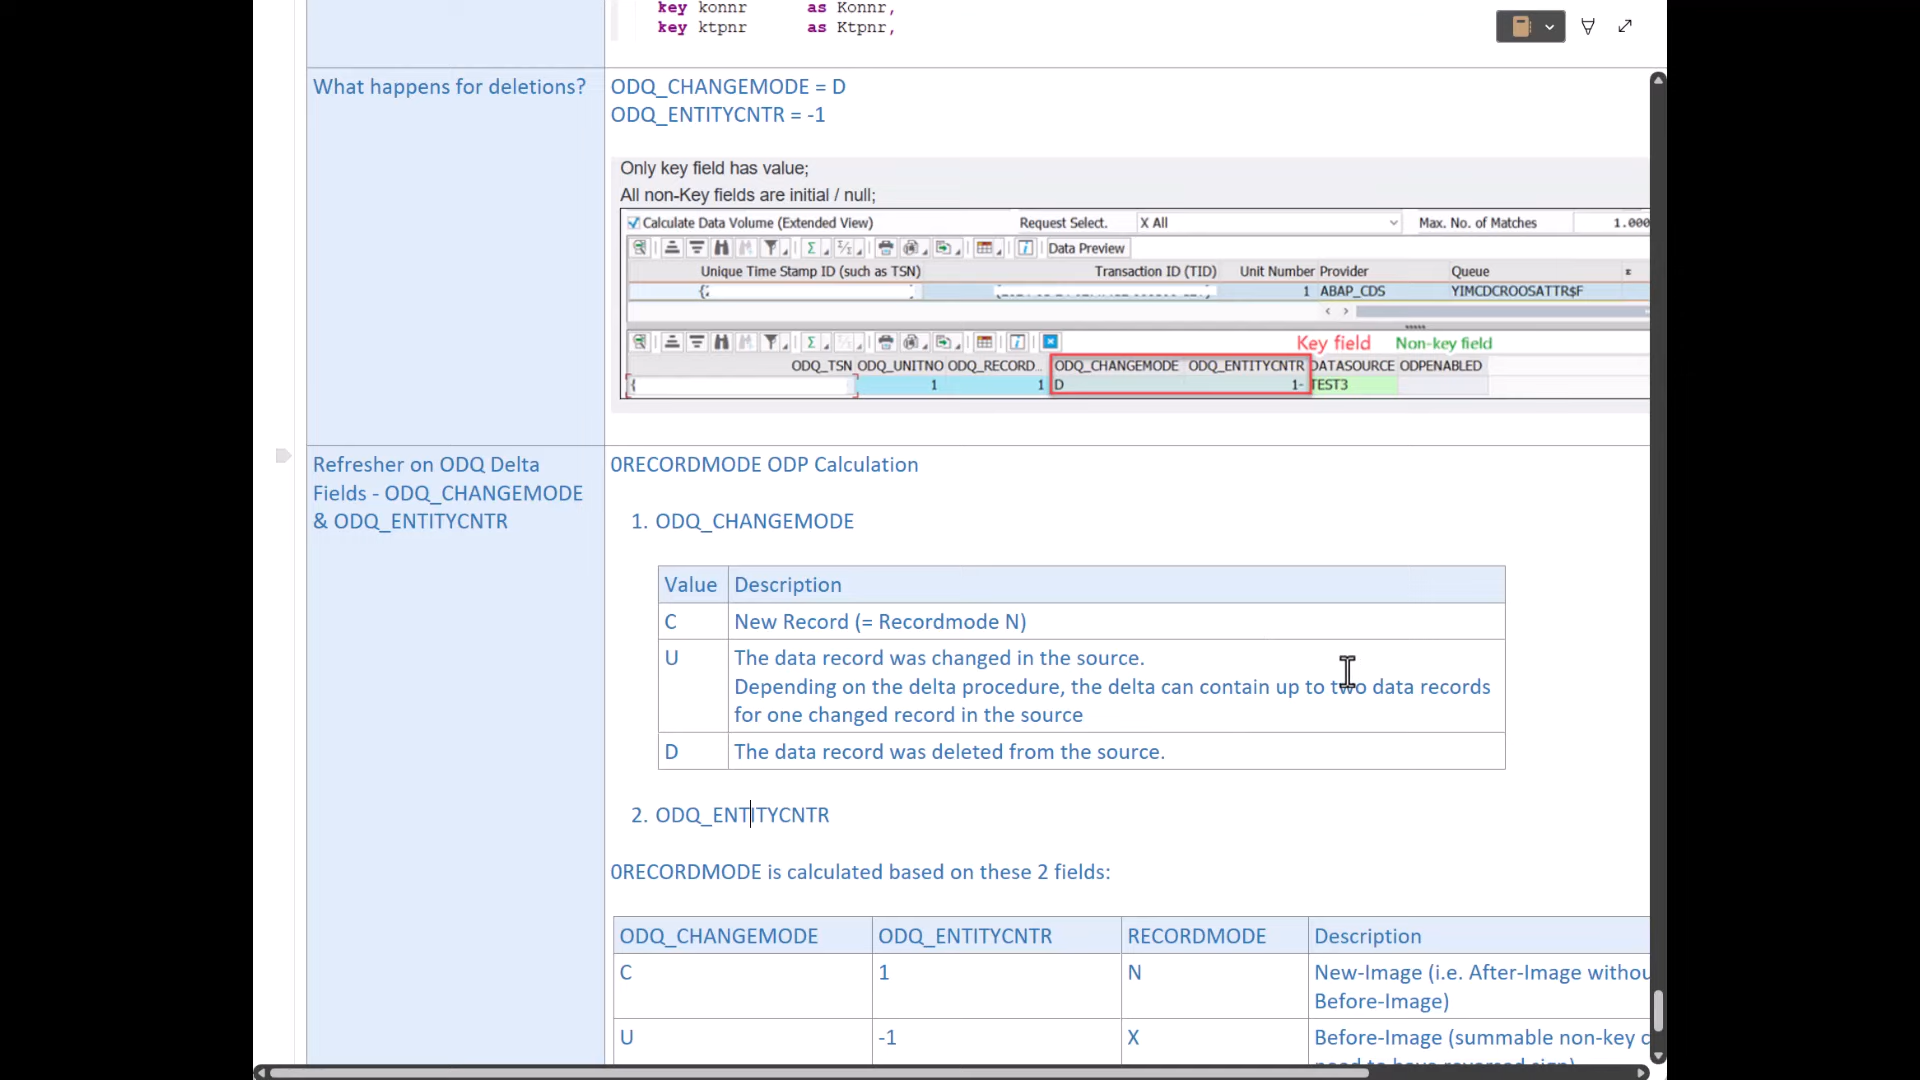 key konnr as Konnr,
key ktpnr as Ktpnr,
What happens for deletions?
ODQ_CHANGEMODE = D
ODQ_ENTITYCNTR = -1
Only key field has value;
All non-Key fields are initial / null;
Calculate Data Volume (Extended View) Request Select. X All Max. No. of Matches 1.000
Data Preview
Unique Time Stamp ID (such as TSN) Transaction ID (TID) Unit Number Provider Queue
1 ABAP_CDS YIMCDCROOSATTR$F
Key field Non-key field
ODQ_TSN ODQ_UNITNO ODQ_RECORD... ODQ_CHANGEMODE ODQ_ENTITYCNTR DATASOURCE ODPENABLED
{ 1 1 D 1- TEST3
Refresher on ODQ Delta
Fields - ODQ_CHANGEMODE
& ODQ_ENTITYCNTR
0RECORDMODE ODP Calculation
1. ODQ_CHANGEMODE
Value Description
C New Record (= Recordmode N)
U The data record was changed in the source.
Depending on the delta procedure, the delta can contain up to two data records
for one changed record in the source
D The data record was deleted from the source.
2. ODQ_ENTITYCNTR
0RECORDMODE is calculated based on these 2 fields:
ODQ_CHANGEMODE ODQ_ENTITYCNTR RECORDMODE Description
C 1 N New-Image (i.e. After-Image withou
Before-Image)
U -1 X Before-Image (summable non-key c